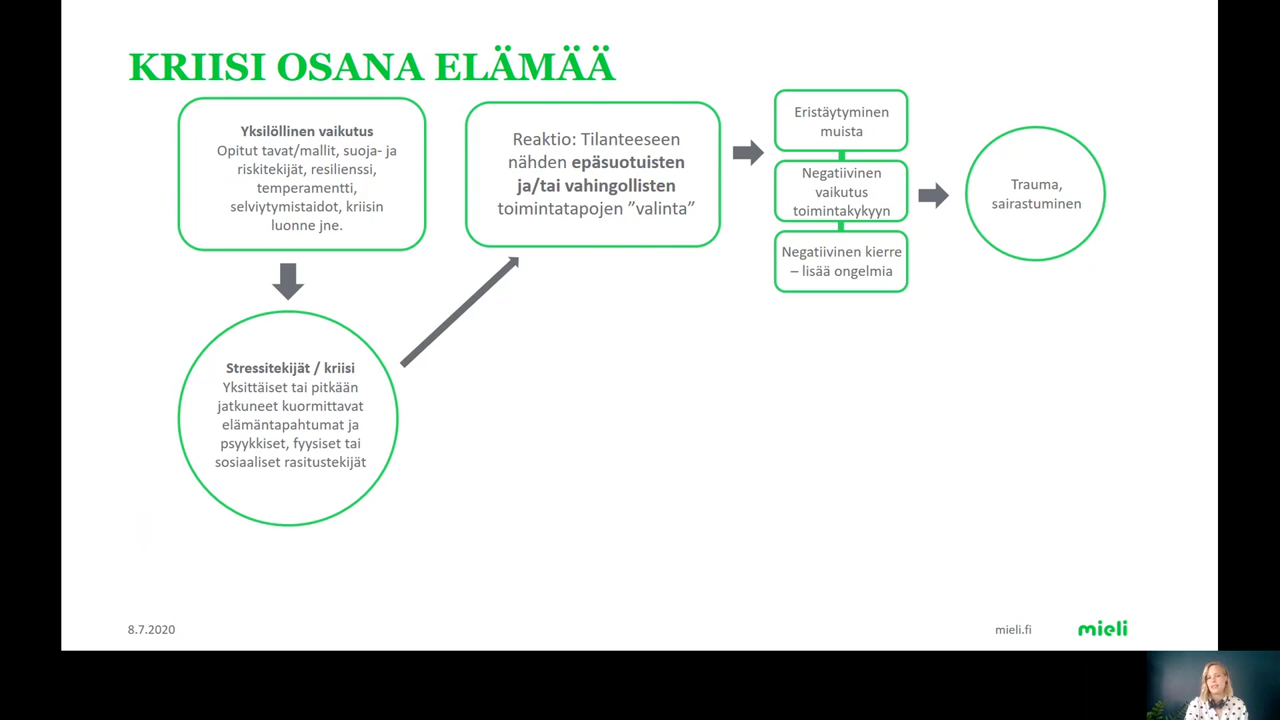 KRIISI OSANA ELÄMÄÄ
Yksilöllinen vaikutus
Opitut tavat/mallit, suoja- ja
riskitekijät, resilienssi,
temperamentti,
selviytymistaidot, kriisin
luonne jne.
Stressitekijät / kriisi
Yksittäiset tai pitkään
jatkuneet kuormittavat
elämäntapahtumat ja
psyykkiset, fyysiset tai
sosiaaliset rasitustekijät
Reaktio: Tilanteeseen
nähden epäsuotuisten
ja/tai vahingollisten
toimintatapojen ”valinta”
Eristäytyminen
muista
Negatiivinen
vaikutus
toimintakykyyn
Negatiivinen kierre
– lisää ongelmia
Trauma,
sairastuminen
8.7.2020
mieli.fi
mieli